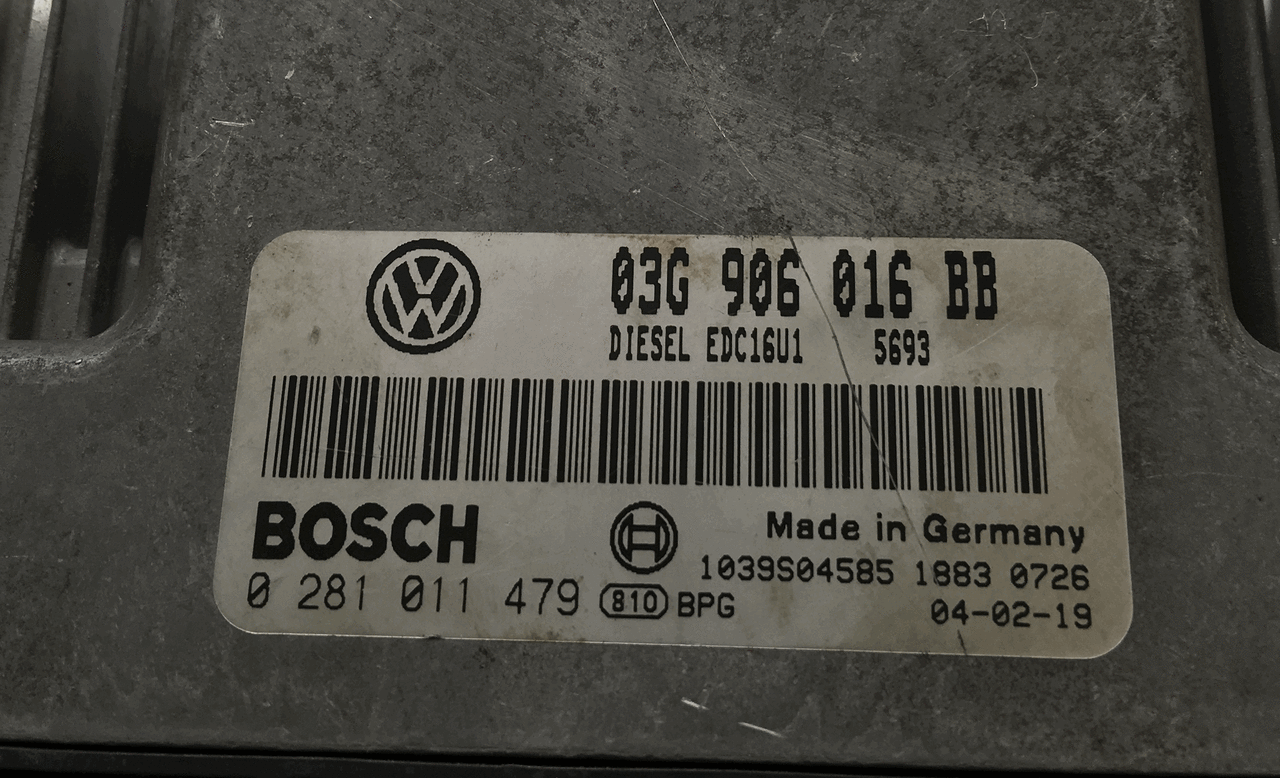 03G 906 016 BB
DIESEL EDC16U1 5693
BOSCH
Made in Germany
1039S04585 1883 0726
0 281 011 479 810 BPG
04-02-19